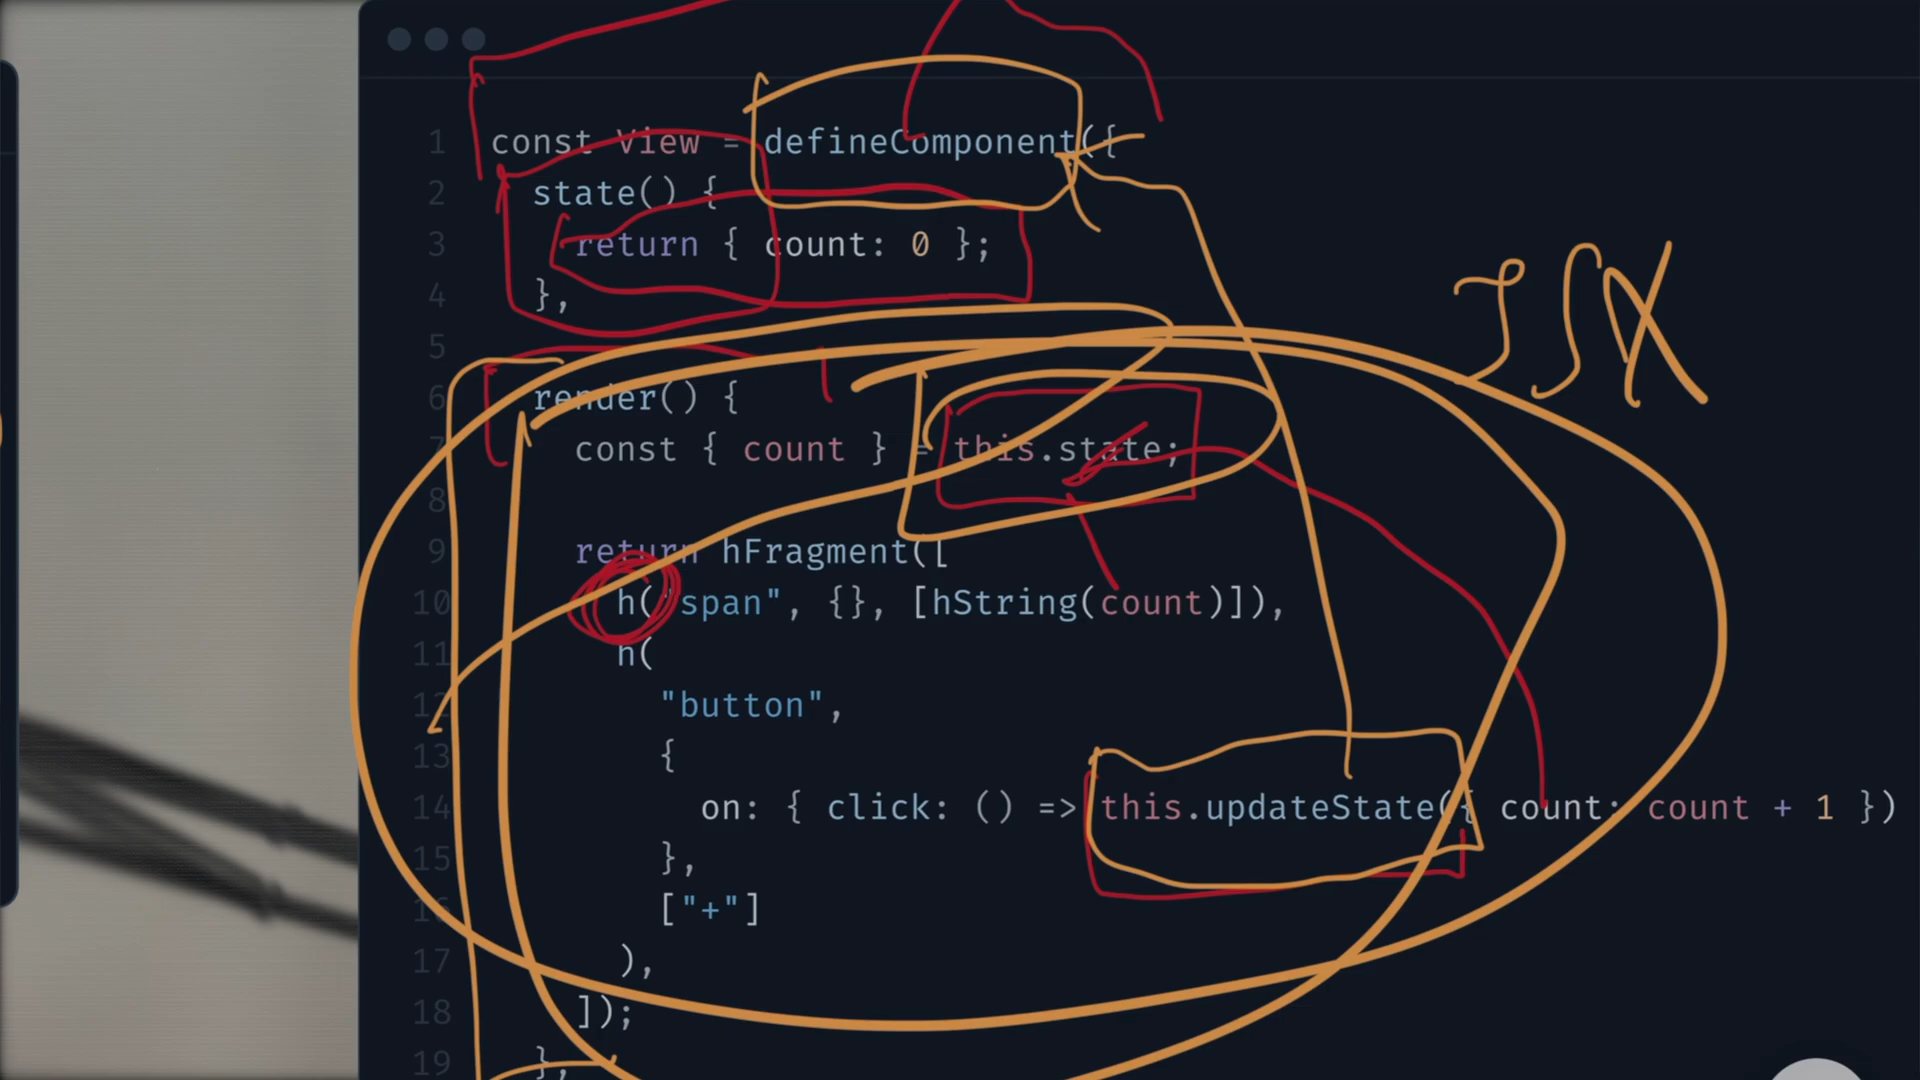 1 const View = defineComponent({
2 state() {
3 return { count: 0 };
4 },
5
6 render() {
7 const { count } = this.state;
8
9 return hFragment([
10 h("span", {}, [hString(count)]),
11 h(
12 "button",
13 {
14 on: { click: () => this.updateState({ count: count + 1 })
15 },
16 ["+"]
17 ),
18 ]);
19 },
JSX